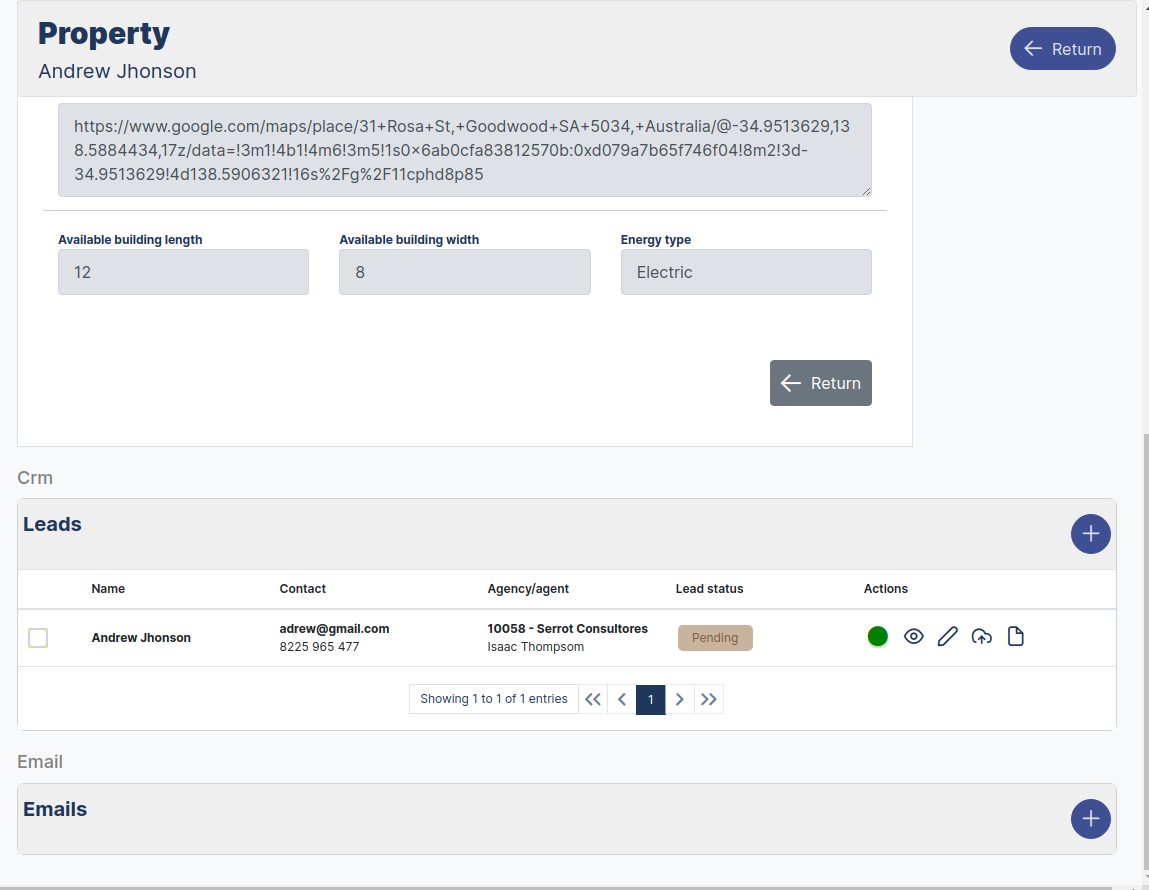 Property
Andrew Jhonson
Return
https://www.google.com/maps/place/31+Rosa+St,+Goodwood+SA+5034,+Australia/@-34.9513629,13
8.5884434,17z/data=!3m1!4b1!4m6!3m5!1s0×6ab0cfa83812570b:0xd079a7b65f746f04!8m2!3d-
34.9513629!4d138.5906321!16s%2Fg%2F11cphd8p85
Available building length
Available building width
Energy type
12
8
Electric
Return
Crm
Leads
Name
Contact
Agency/agent
Lead status
Actions
Andrew Jhonson
adrew@gmail.com
8225 965 477
10058 - Serrot Consultores
Isaac Thompsom
Pending
Showing 1 to 1 of 1 entries
1
Email
Emails